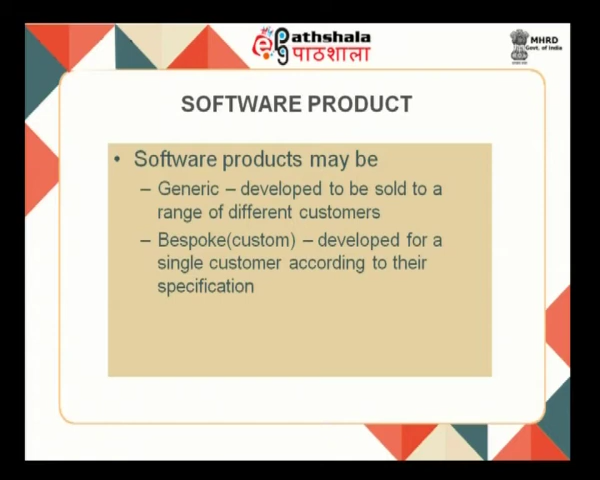 epg Pathshala
पाठशाला
MHRD
Govt. of India
SOFTWARE PRODUCT
• Software products may be
– Generic – developed to be sold to a
range of different customers
– Bespoke(custom) – developed for a
single customer according to their
specification